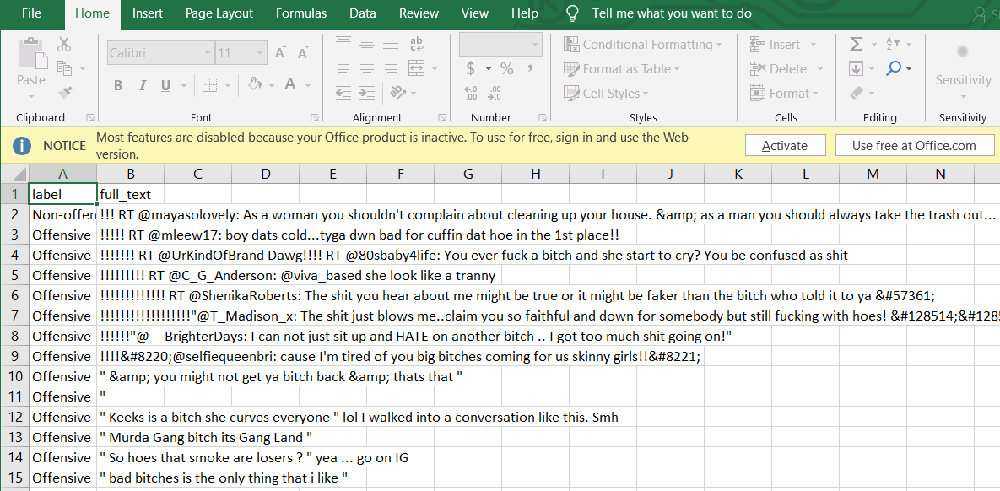 File Home Insert Page Layout Formulas Data Review View Help Tell me what you want to do
Calibri 11 ab Conditional Formatting Insert
Paste $ % , Format as Table Delete Sensitivity
B I U A Cell Styles Format
Clipboard Font Alignment Number Styles Cells Editing Sensitivity
NOTICE Most features are disabled because your Office product is inactive. To use for free, sign in and use the Web
version. Activate Use free at Office.com
A B C D E F G H I J K L M N
1 label full_text
2 Non-offen !!! RT @mayasolovely: As a woman you shouldn't complain about cleaning up your house. &amp; as a man you should always take the trash out...
3 Offensive !!!!! RT @mleew17: boy dats cold...tyga dwn bad for cuffin dat hoe in the 1st place!!
4 Offensive !!!!!!! RT @UrKindOfBrand Dawg!!!! RT @80sbaby4life: You ever fuck a bitch and she start to cry? You be confused as shit
5 Offensive !!!!!!!!! RT @C_G_Anderson: @viva_based she look like a tranny
6 Offensive !!!!!!!!!!!!! RT @ShenikaRoberts: The shit you hear about me might be true or it might be faker than the bitch who told it to ya &#57361;
7 Offensive !!!!!!!!!!!!!!!!!!"@T_Madison_x: The shit just blows me..claim you so faithful and down for somebody but still fucking with hoes! &#128514;&#128
8 Offensive !!!!!!"@__BrighterDays: I can not just sit up and HATE on another bitch .. I got too much shit going on!"
9 Offensive !!!!&#8220;@selfiequeenbri: cause I'm tired of you big bitches coming for us skinny girls!!&#8221;
10 Offensive " &amp; you might not get ya bitch back &amp; thats that "
11 Offensive "
12 Offensive " Keeks is a bitch she curves everyone " lol I walked into a conversation like this. Smh
13 Offensive " Murda Gang bitch its Gang Land "
14 Offensive " So hoes that smoke are losers ? " yea ... go on IG
15 Offensive " bad bitches is the only thing that i like "